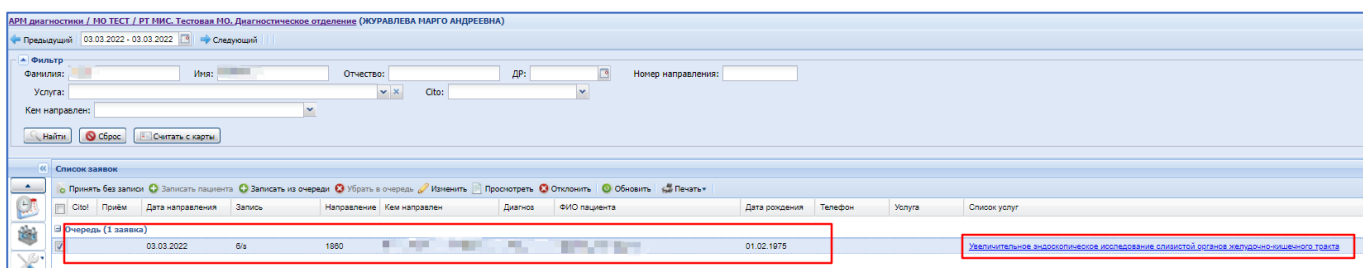 АРМ диагностики / МО ТЕСТ / РТ МИС. Тестовая МО. Диагностическое отделение (ЖУРАВЛЕВА МАРГО АНДРЕЕВНА)
Предыдущий 03.03.2022 - 03.03.2022 Следующий
Фильтр
Фамилия: Имя: Отчество: ДР: Номер направления:
Услуга: Cito:
Кем направлен:
Найти Сброс Считать с карты
Список заявок
Принять без записи Записать пациента Записать из очереди Убрать в очередь Изменить Просмотреть Отклонить Обновить Печать
Cito! Приём Дата направления Запись Направление Кем направлен Диагноз ФИО пациента Дата рождения Телефон Услуга Список услуг
Очередь (1 заявка)
03.03.2022 б/з 1860 01.02.1975 Увеличительное эндоскопическое исследование слизистой органов желудочно-кишечного тракта